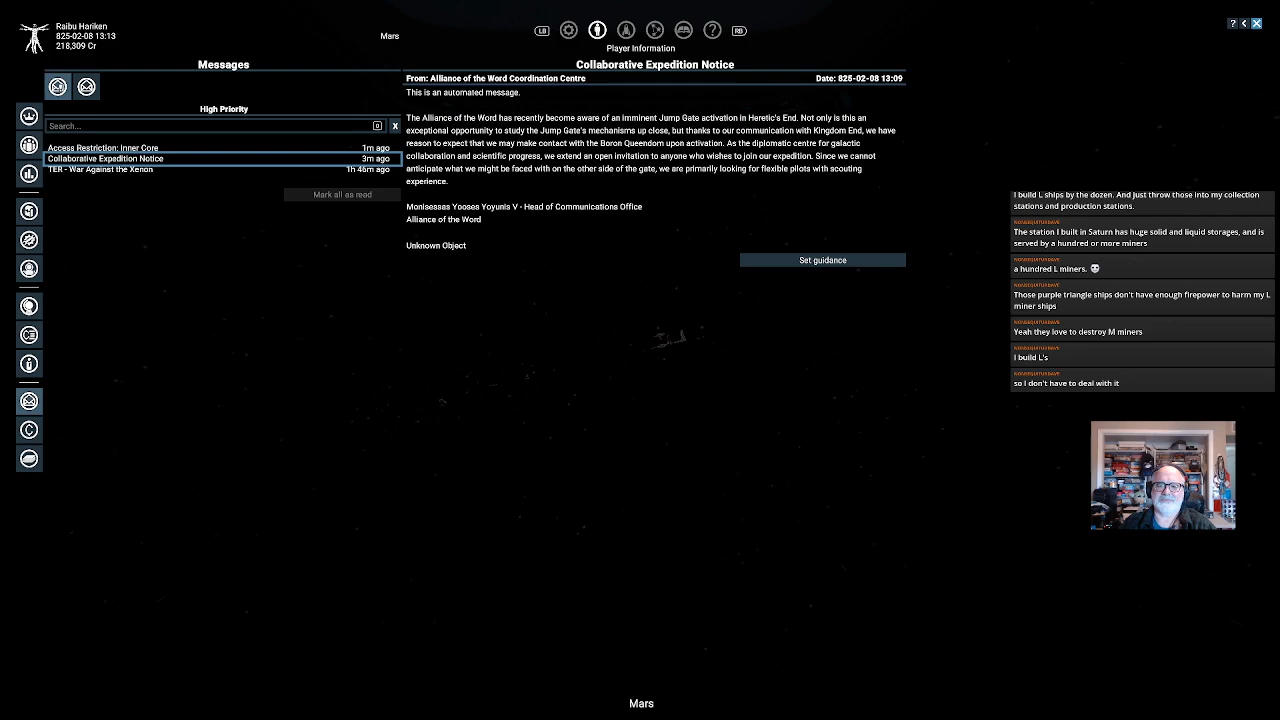 Raibu Hariken
825-02-08 13:13
218,309 Cr
Mars
LB
RB
Player Information
? <
Messages
High Priority
Search...
X
Access Restriction: Inner Core 1m ago
Collaborative Expedition Notice 3m ago
TER - War Against the Xenon 1h 46m ago
Mark all as read
Collaborative Expedition Notice
From: Alliance of the Word Coordination Centre Date: 825-02-08 13:09
This is an automated message.
The Alliance of the Word has recently become aware of an imminent Jump Gate activation in Heretic's End. Not only is this an
exceptional opportunity to study the Jump Gate's mechanisms up close, but thanks to our communication with Kingdom End, we have
reason to expect that we may make contact with the Boron Queendom upon activation. As the diplomatic centre for galactic
collaboration and scientific progress, we extend an open invitation to anyone who wishes to join our expedition. Since we cannot
anticipate what we might be faced with on the other side of the gate, we are primarily looking for flexible pilots with scouting
experience.
Monisessas Yooses Yoyunis V - Head of Communications Office
Alliance of the Word
Unknown Object
Set guidance
I build L ships by the dozen. And just throw those into my collection
stations and production stations.
NONSEQUITURDAVE
The station I built in Saturn has huge solid and liquid storages, and is
served by a hundred or more miners
NONSEQUITURDAVE
a hundred L miners. 💀
NONSEQUITURDAVE
Those purple triangle ships don't have enough firepower to harm my L
miner ships
NONSEQUITURDAVE
Yeah they love to destroy M miners
NONSEQUITURDAVE
I build L's
NONSEQUITURDAVE
so I don't have to deal with it
Mars